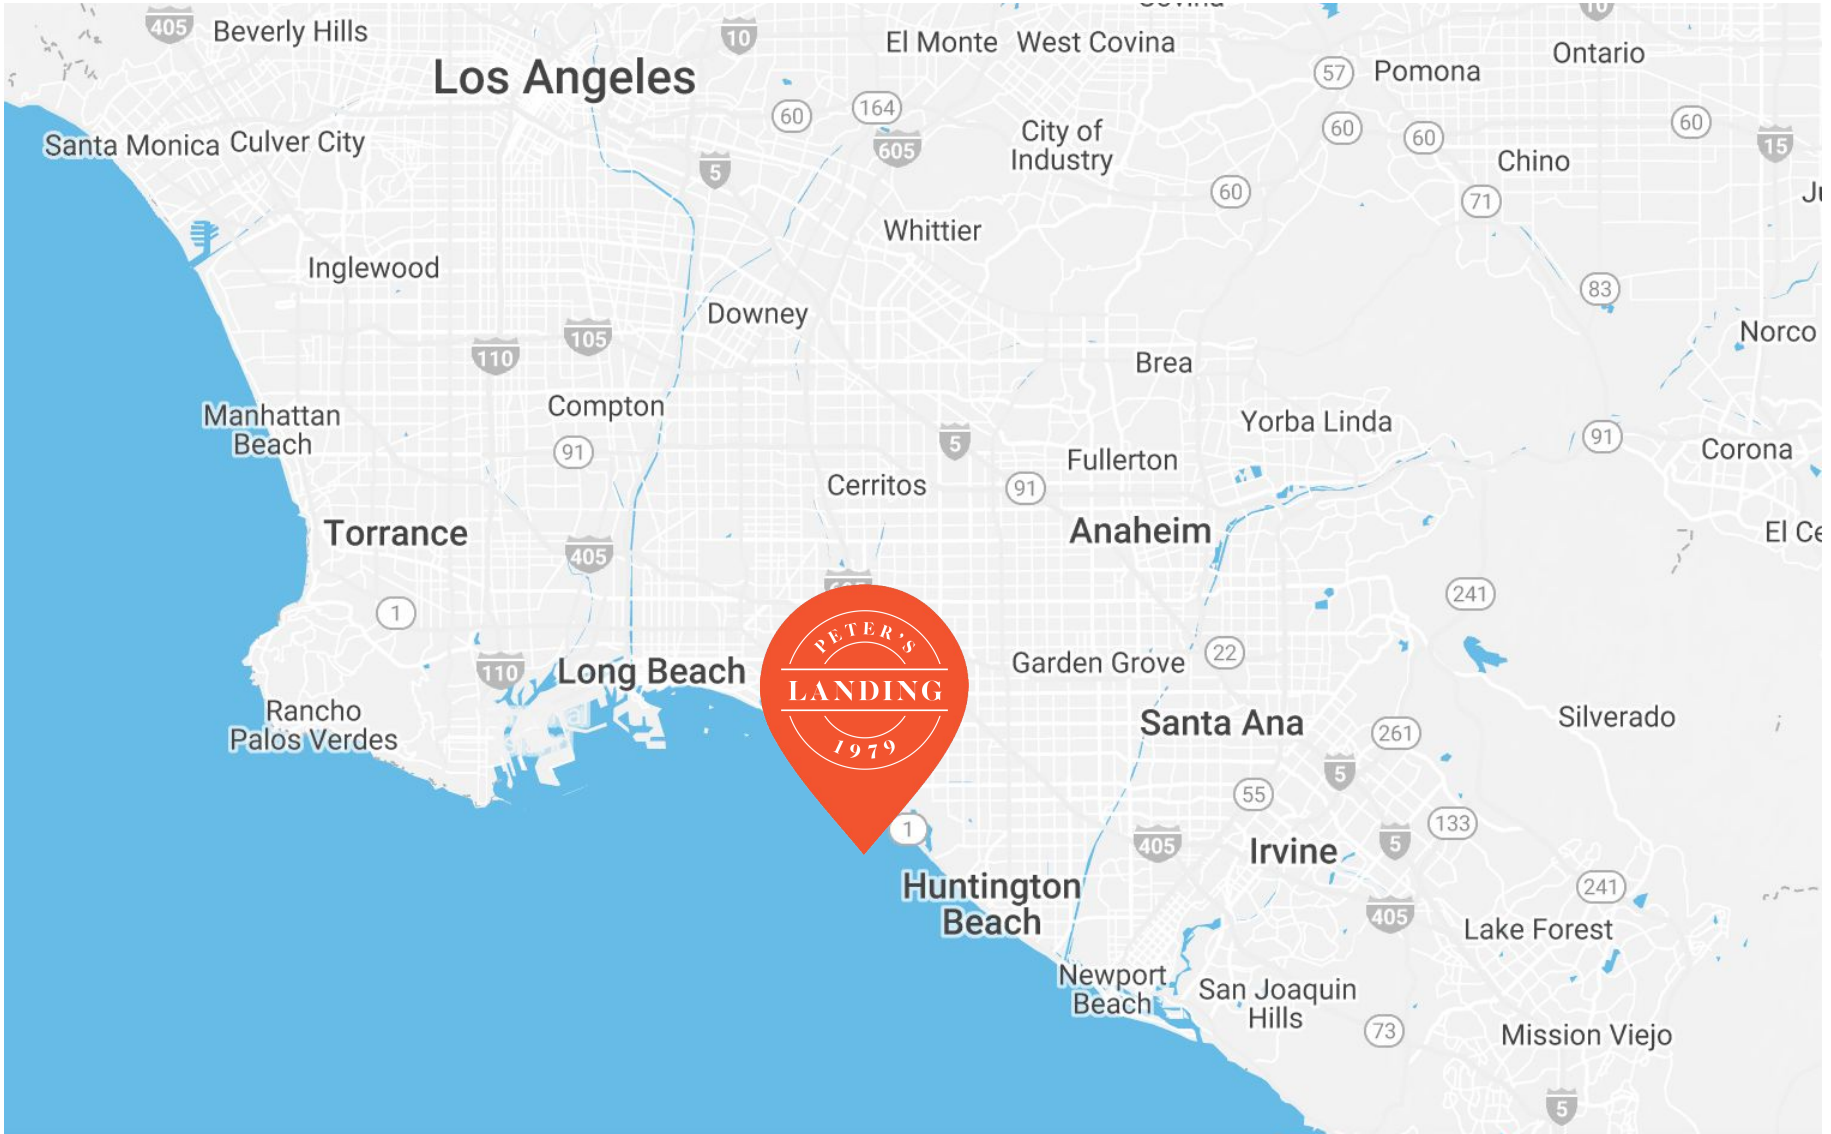 405
Beverly Hills
10
El Monte
West Covina
10
Ontario
57
Pomona
Los Angeles
60
164
60
60
60
Santa Monica
Culver City
City of
Industry
605
5
15
Chino
60
71
Whittier
Inglewood
83
Downey
105
110
Norco
Brea
Manhattan
Beach
Compton
Yorba Linda
91
5
91
Corona
Fullerton
Cerritos
91
Torrance
Anaheim
405
241
1
PETER'S
LANDING
1979
22
Garden Grove
110
Long Beach
Rancho
Palos Verdes
Santa Ana
261
Silverado
5
55
1
405
133
5
Irvine
Huntington
Beach
241
405
Lake Forest
Newport
Beach
San Joaquin
Hills
73
Mission Viejo
5